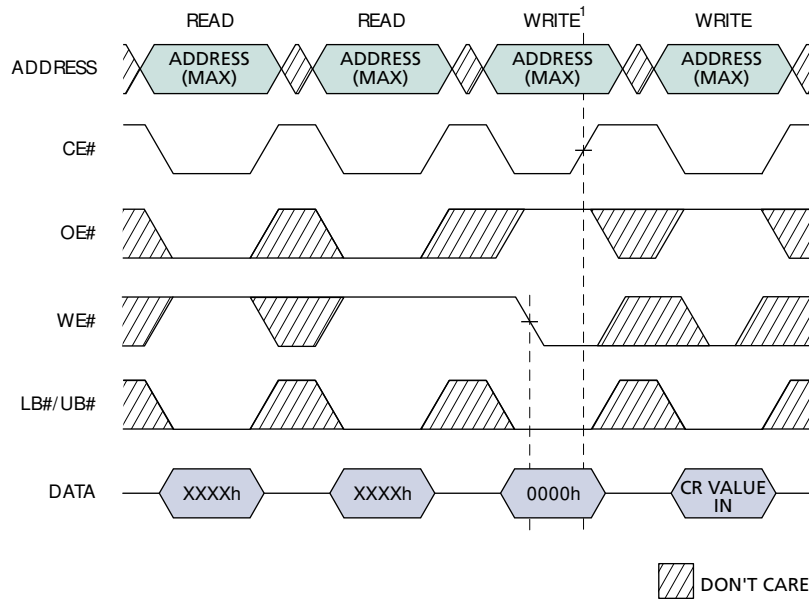 READ READ WRITE¹ WRITE
ADDRESS
ADDRESS (MAX)
ADDRESS (MAX)
ADDRESS (MAX)
ADDRESS (MAX)
CE#
OE#
WE#
LB#/UB#
DATA
XXXXh XXXXh 0000h CR VALUE IN
DON'T CARE